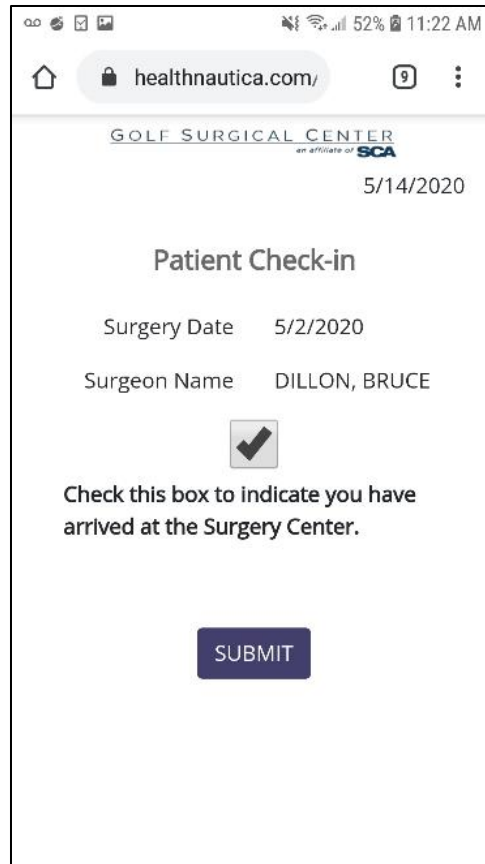 52% 11:22 AM
healthnautica.com/
9
GOLF SURGICAL CENTER
an affiliate of SCA
5/14/2020
Patient Check-in
Surgery Date 5/2/2020
Surgeon Name DILLON, BRUCE
Check this box to indicate you have
arrived at the Surgery Center.
SUBMIT